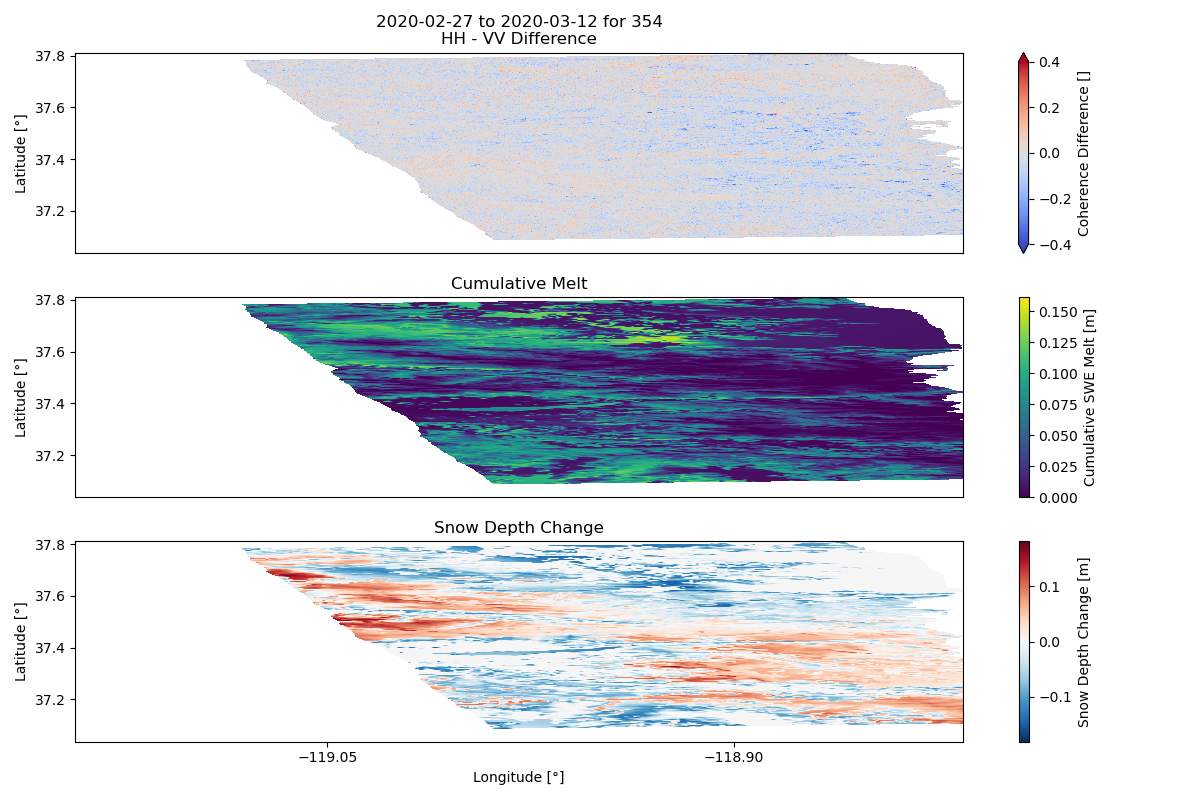 2020-02-27 to 2020-03-12 for 354
HH - VV Difference
37.8
37.6
37.4
37.2
Latitude [°]
0.4
0.2
0.0
−0.2
−0.4
Coherence Difference []
Cumulative Melt
37.8
37.6
37.4
37.2
Latitude [°]
0.150
0.125
0.100
0.075
0.050
0.025
0.000
Cumulative SWE Melt [m]
Snow Depth Change
37.8
37.6
37.4
37.2
Latitude [°]
0.1
0.0
−0.1
Snow Depth Change [m]
−119.05
−118.90
Longitude [°]